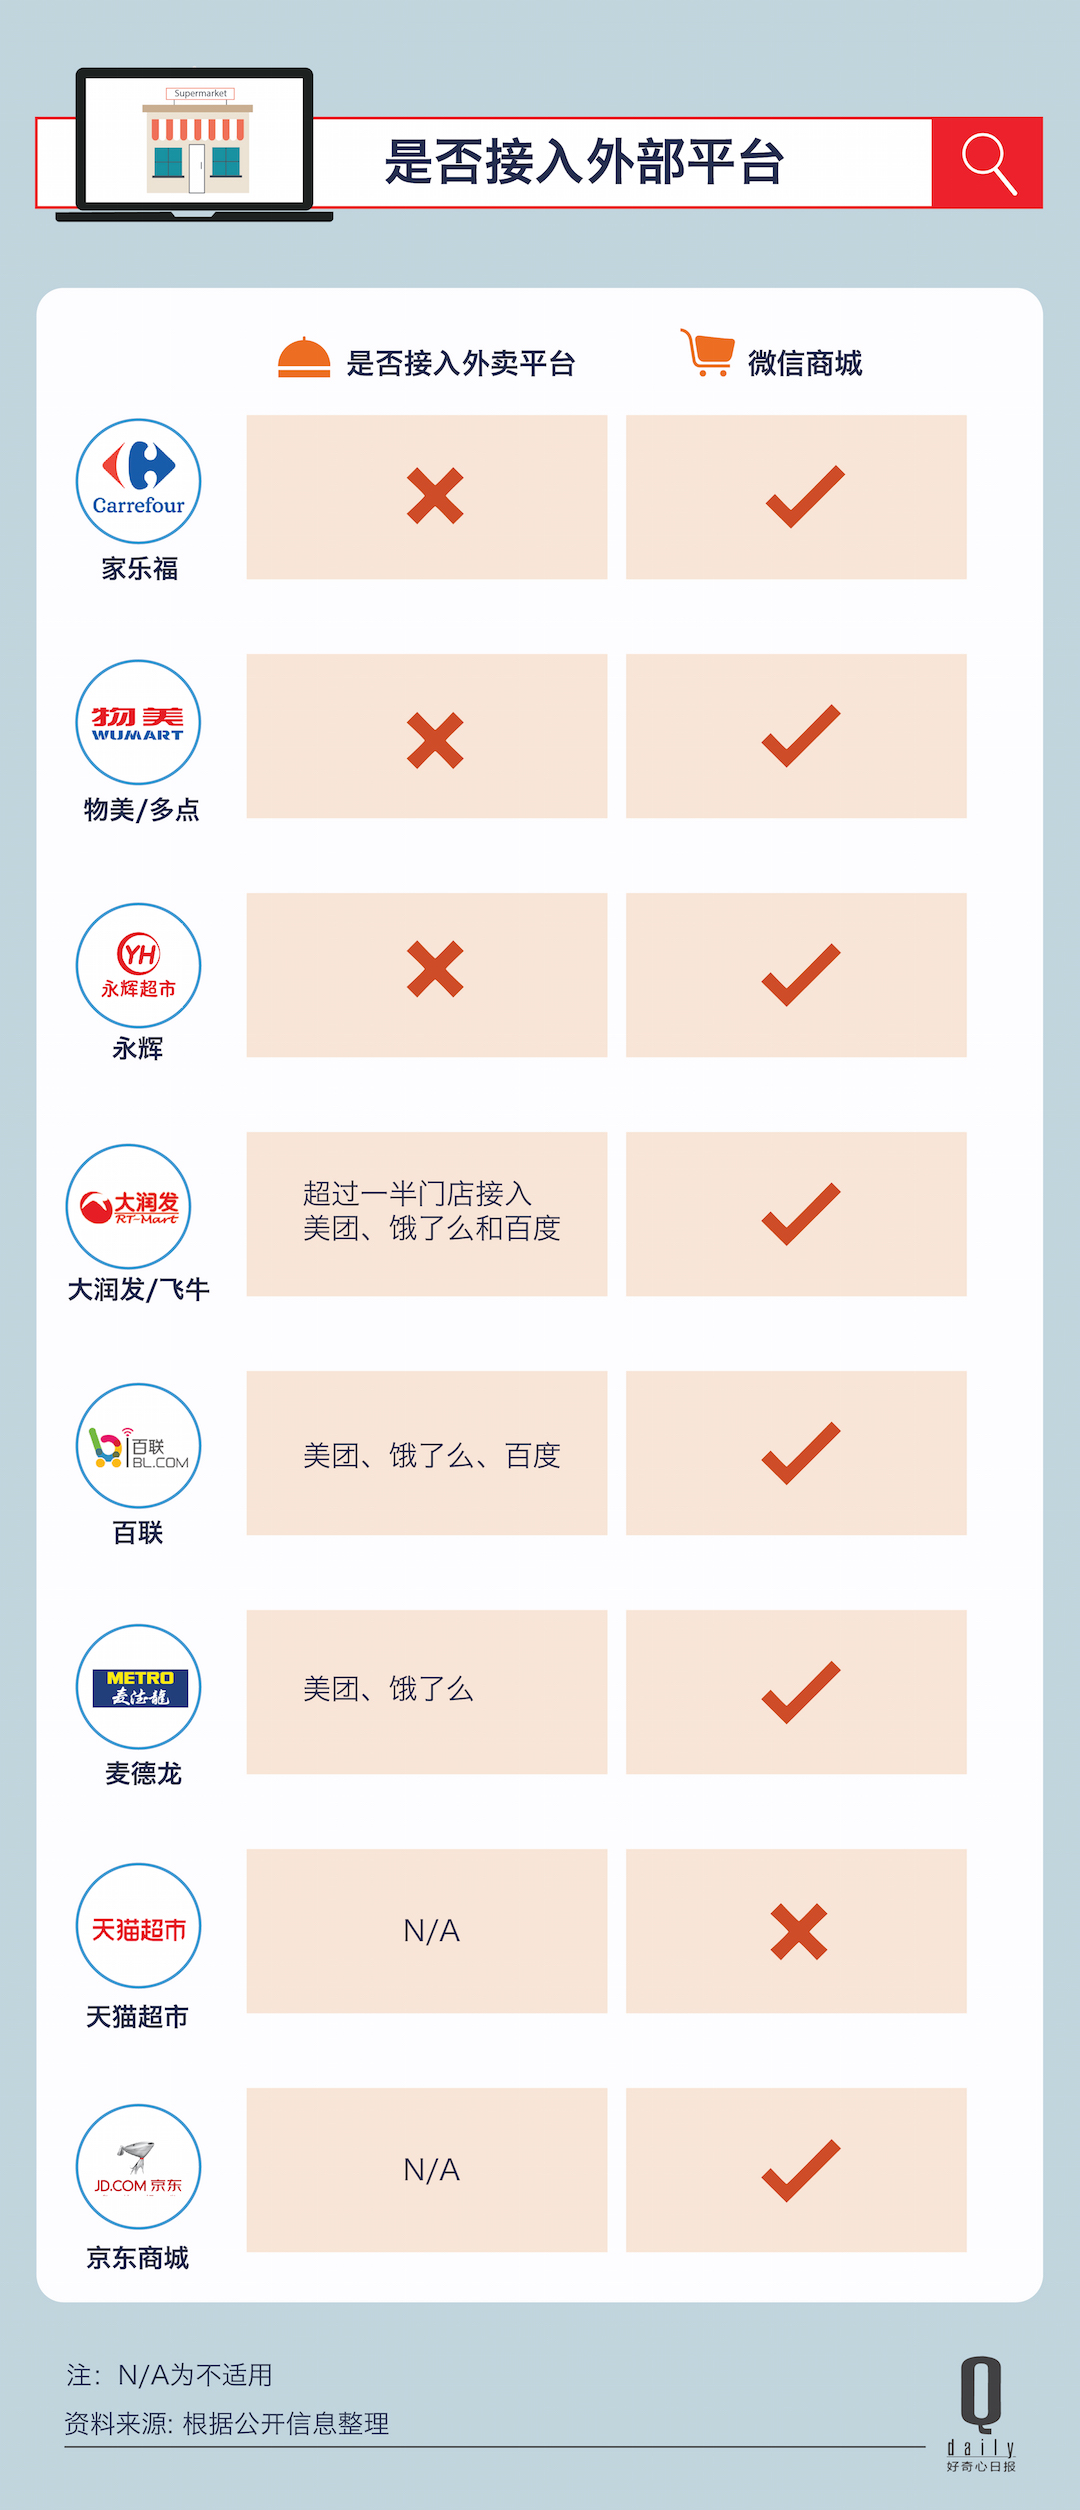 Supermarket
是否接入外部平台
是否接入外卖平台
微信商城
Carrefour
家乐福
物美
WUMART
物美/多点
YH
永辉超市
永辉
大润发
RT-Mart
大润发/飞牛
超过一半门店接入
美团、饿了么和百度
百联
BL.COM
百联
美团、饿了么、百度
METRO
麦德龍
麦德龙
美团、饿了么
天猫超市
天猫超市
N/A
JD.COM 京东
京东商城
N/A
注：N/A为不适用
资料来源: 根据公开信息整理
Q
daily
好奇心日报